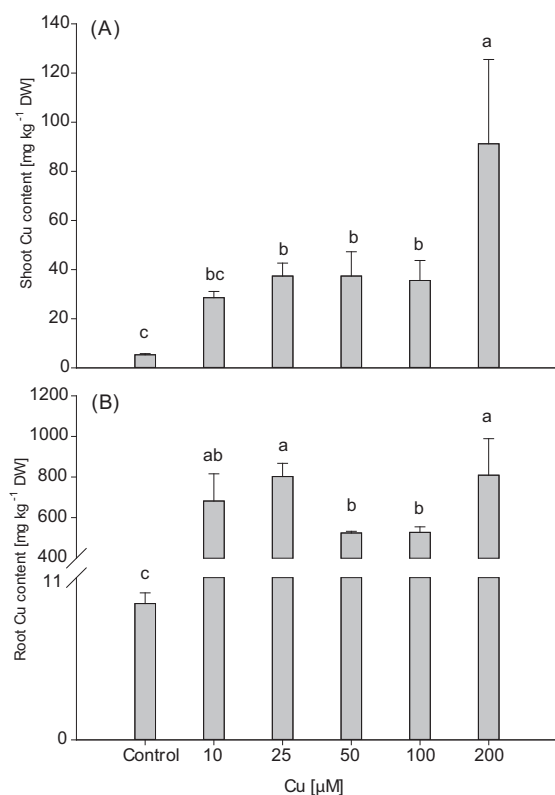 (A)
Shoot Cu content [mg kg⁻¹ DW]
140
120
100
80
60
40
20
0
c
bc
b
b
b
a
(B)
Root Cu content [mg kg⁻¹ DW]
1200
1000
800
600
400
11
0
c
ab
a
b
b
a
Control 10 25 50 100 200
Cu [µM]